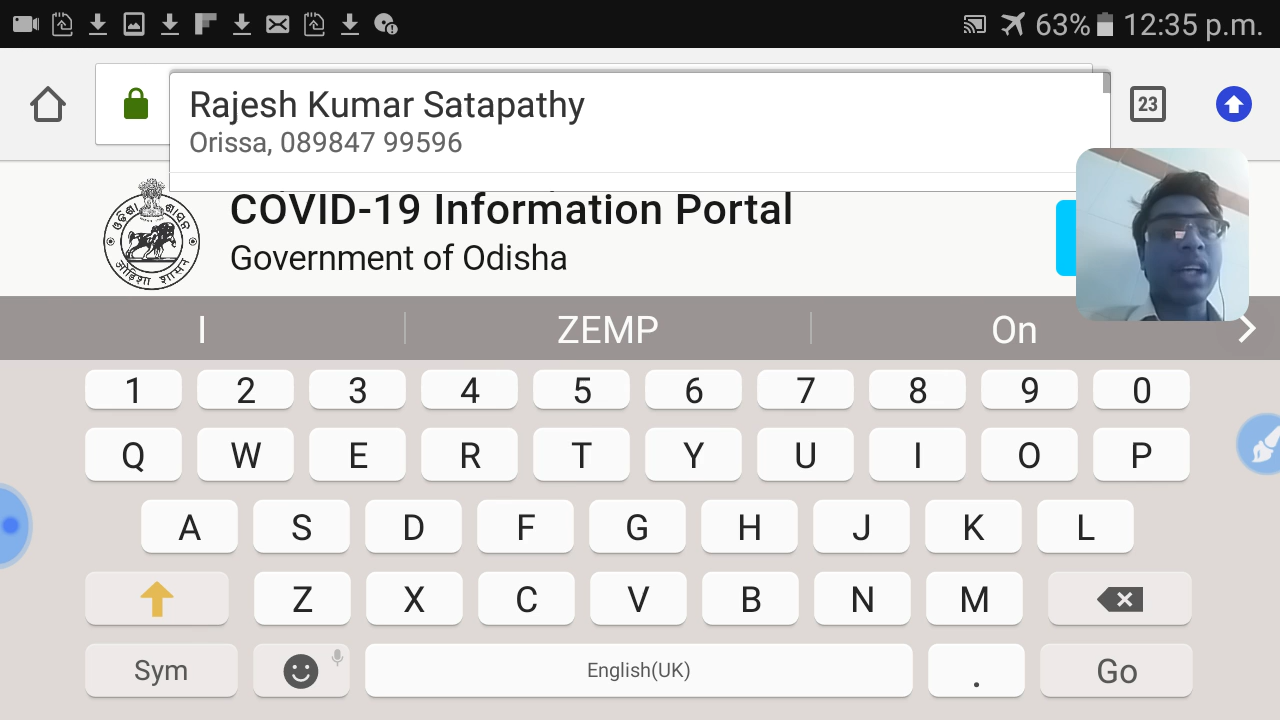 63% 12:35 p.m.
Rajesh Kumar Satapathy
Orissa, 089847 99596
23
COVID-19 Information Portal
Government of Odisha
I ZEMP On
1 2 3 4 5 6 7 8 9 0
Q W E R T Y U I O P
A S D F G H J K L
Z X C V B N M
Sym English(UK) . Go